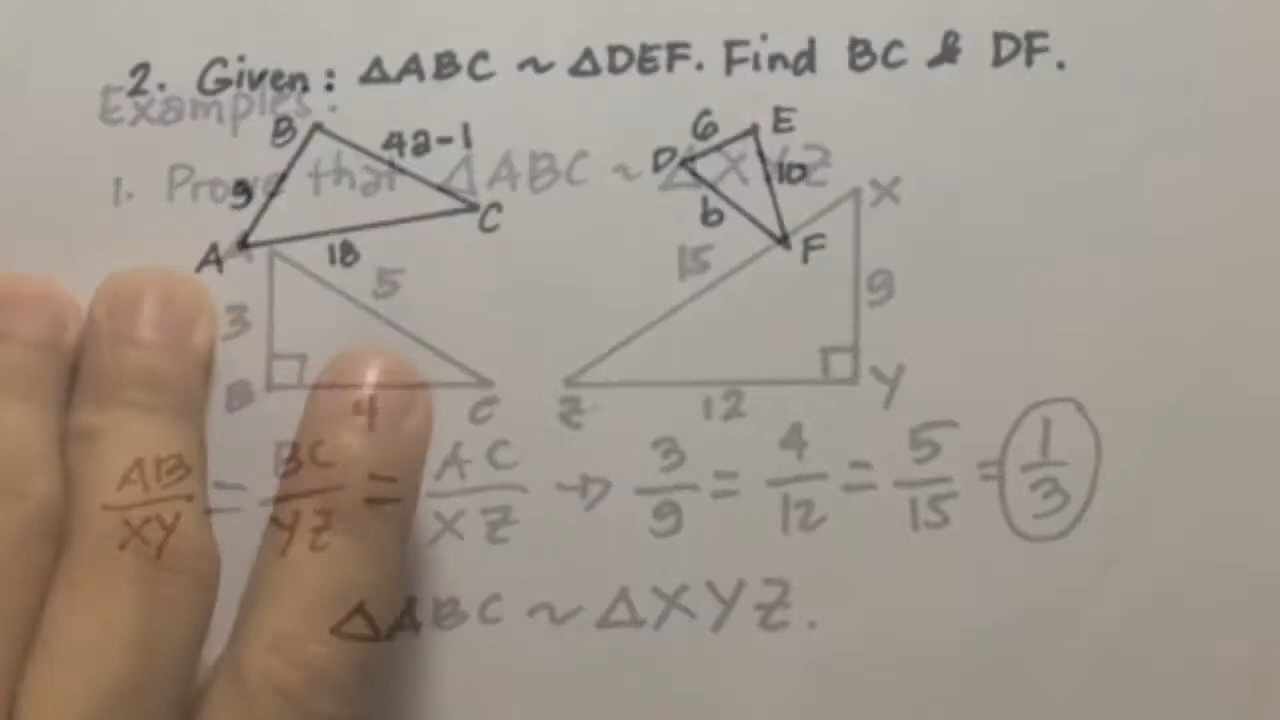 2. Given: △ABC ~ △DEF. Find BC & DF.
Examples:
B 4a-1 6 E
1. Prove that △ABC ~ △XYZ
9 D 10
A 18 C b F X
3 5 15 9
B 4 C Z 12 Y
AB/XY = BC/YZ = AC/XZ → 3/9 = 4/12 = 5/15 = 1/3
△ABC ~ △XYZ.